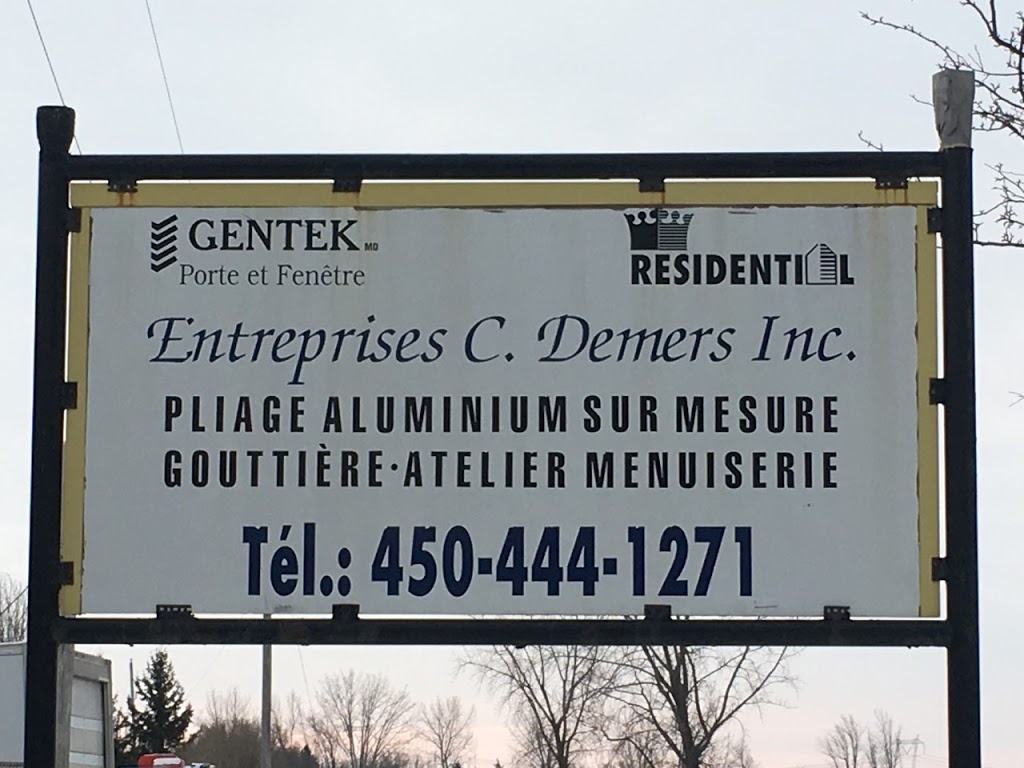 GENTEK MD
Porte et Fenêtre
RESIDENTIAL
Entreprises C. Demers Inc.
PLIAGE ALUMINIUM SUR MESURE
GOUTTIÈRE·ATELIER MENUISERIE
Tél.: 450-444-1271